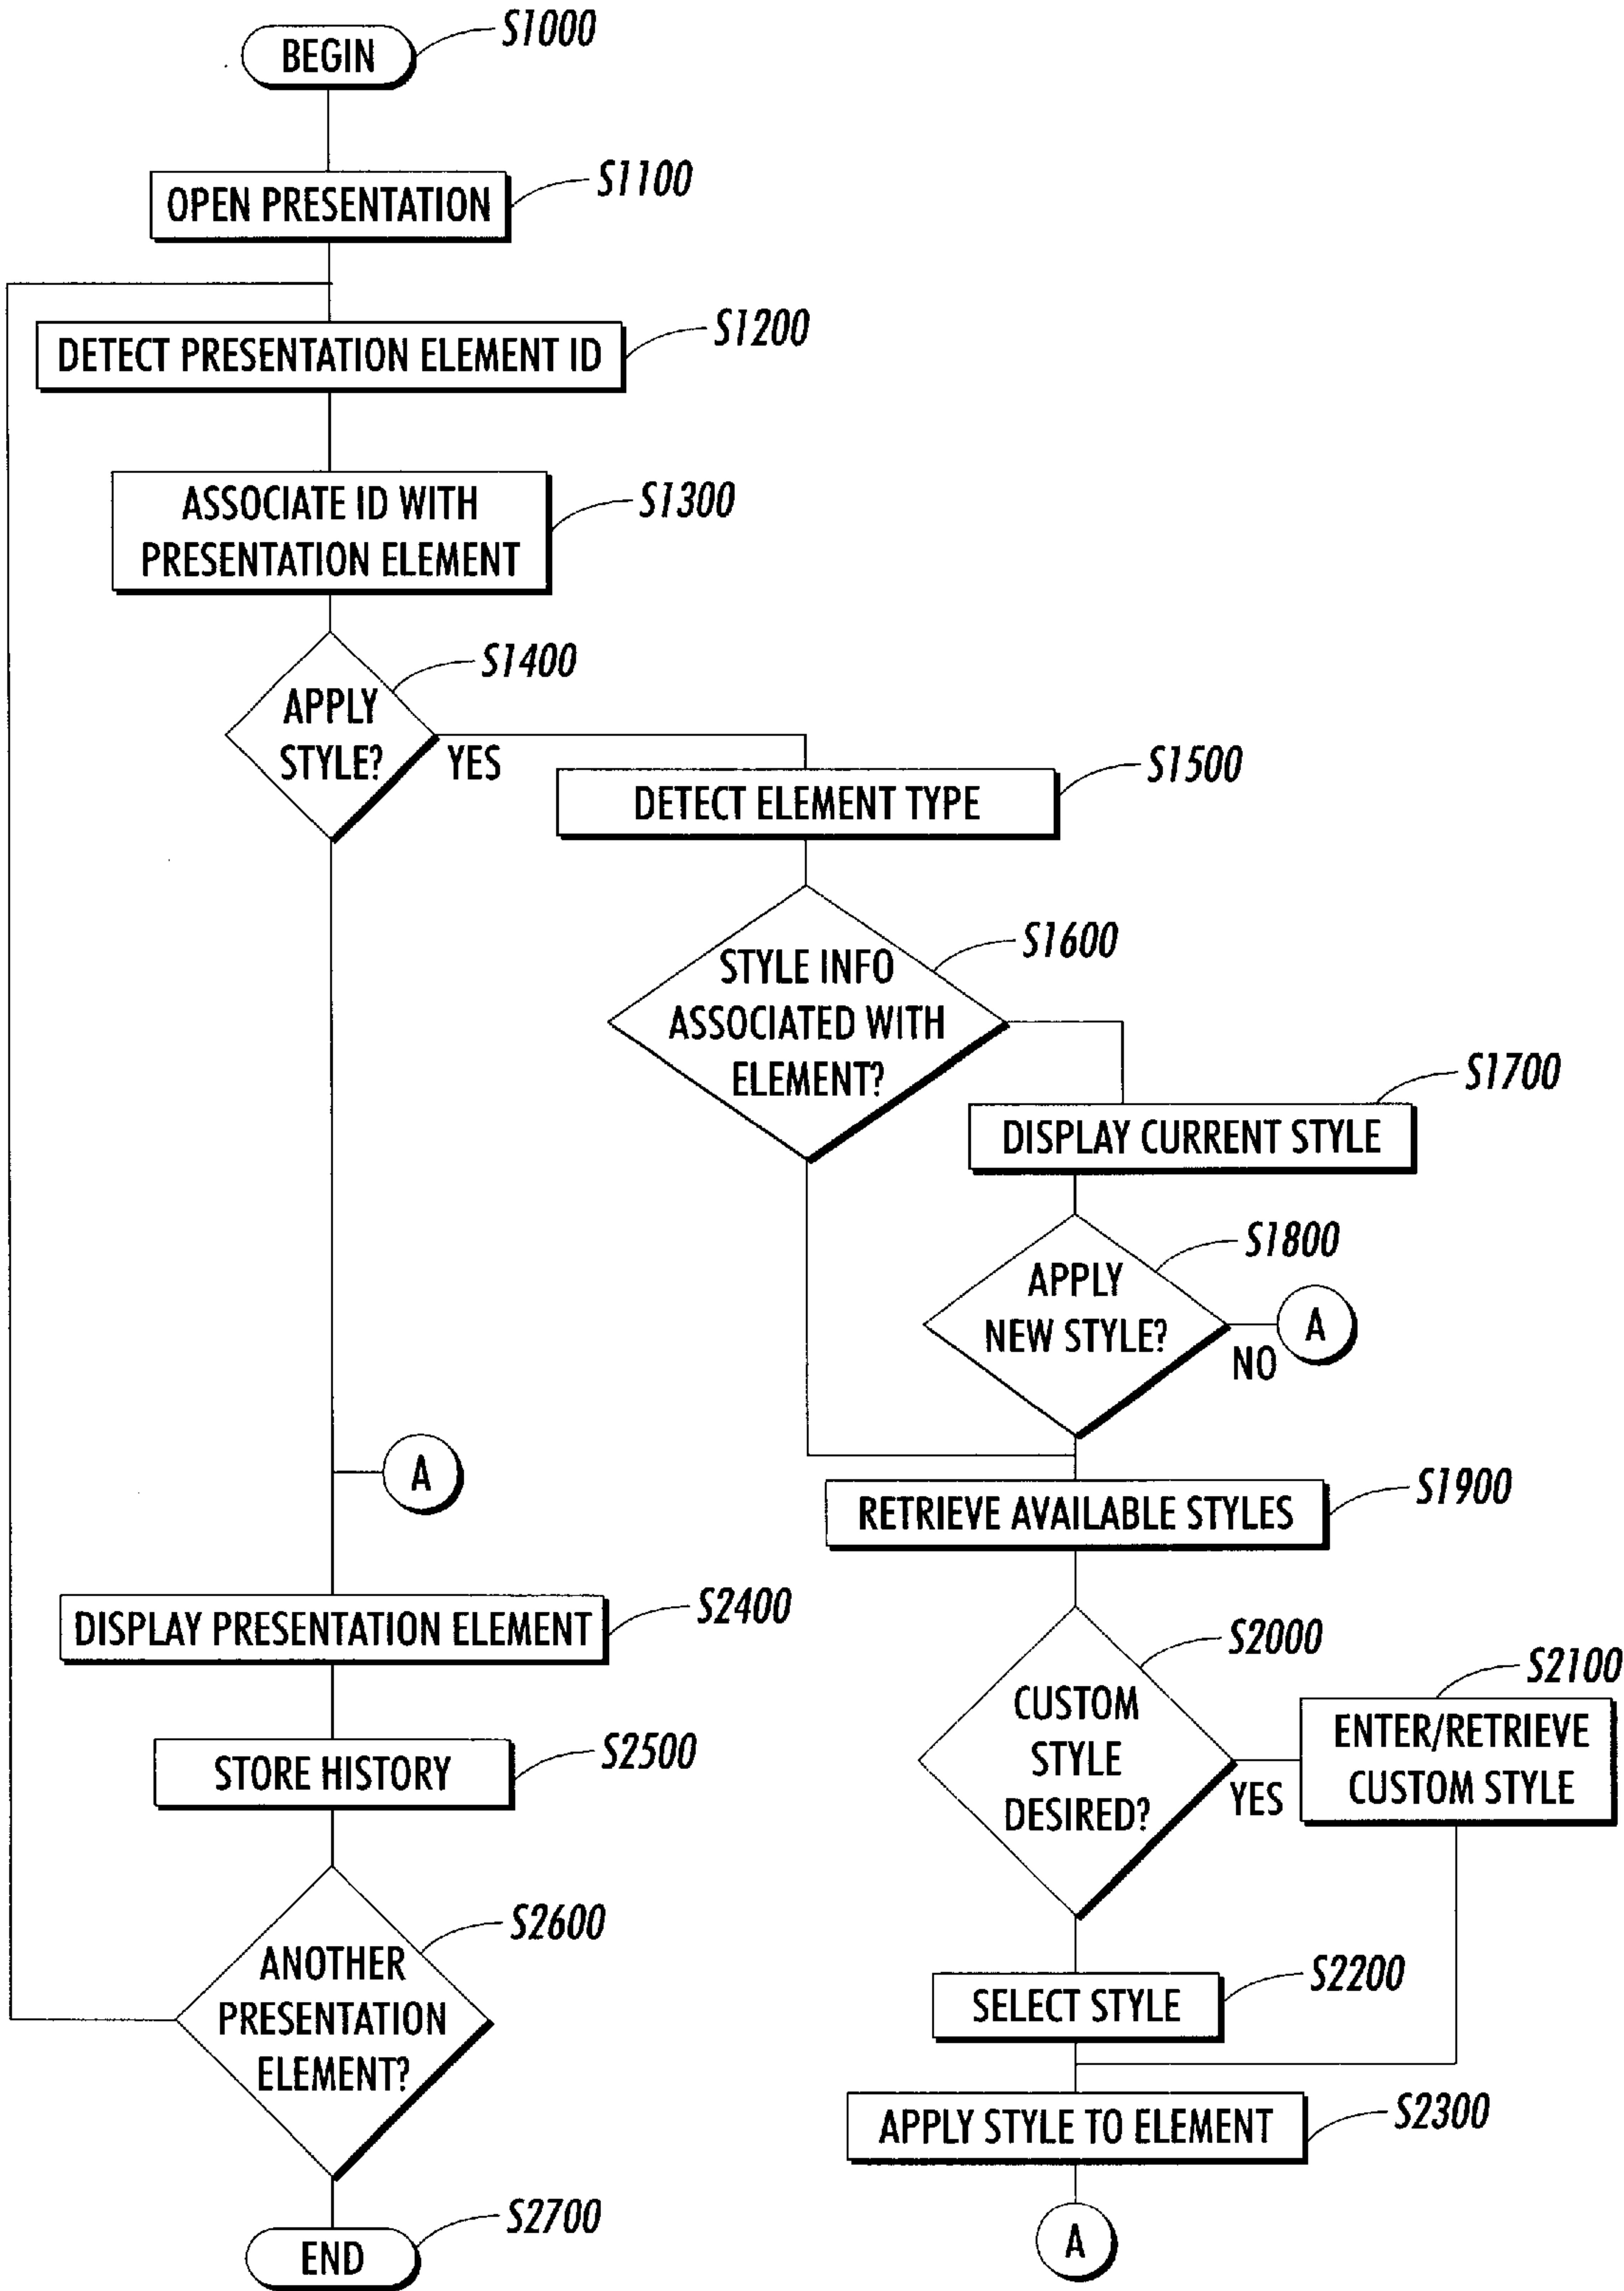 BEGIN
S1000
OPEN PRESENTATION
S1100
DETECT PRESENTATION ELEMENT ID
S1200
ASSOCIATE ID WITH
PRESENTATION ELEMENT
S1300
APPLY
STYLE?
S1400
YES
DETECT ELEMENT TYPE
S1500
STYLE INFO
ASSOCIATED WITH
ELEMENT?
S1600
DISPLAY CURRENT STYLE
S1700
APPLY
NEW STYLE?
S1800
NO
A
A
RETRIEVE AVAILABLE STYLES
S1900
CUSTOM
STYLE
DESIRED?
S2000
YES
ENTER/RETRIEVE
CUSTOM STYLE
S2100
SELECT STYLE
S2200
APPLY STYLE TO ELEMENT
S2300
A
DISPLAY PRESENTATION ELEMENT
S2400
STORE HISTORY
S2500
ANOTHER
PRESENTATION
ELEMENT?
S2600
END
S2700